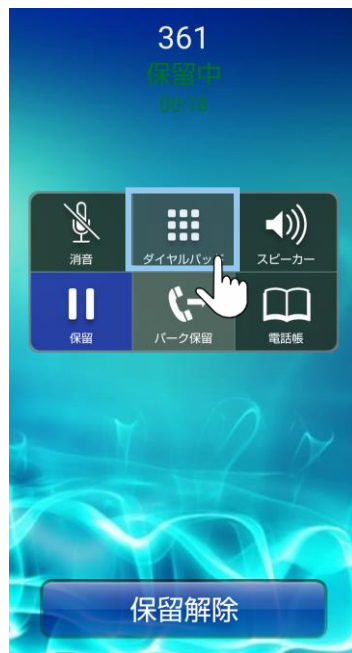 361
保留中
00:18
消音
ダイヤルパッド
スピーカー
保留
パーク保留
電話帳
保留解除